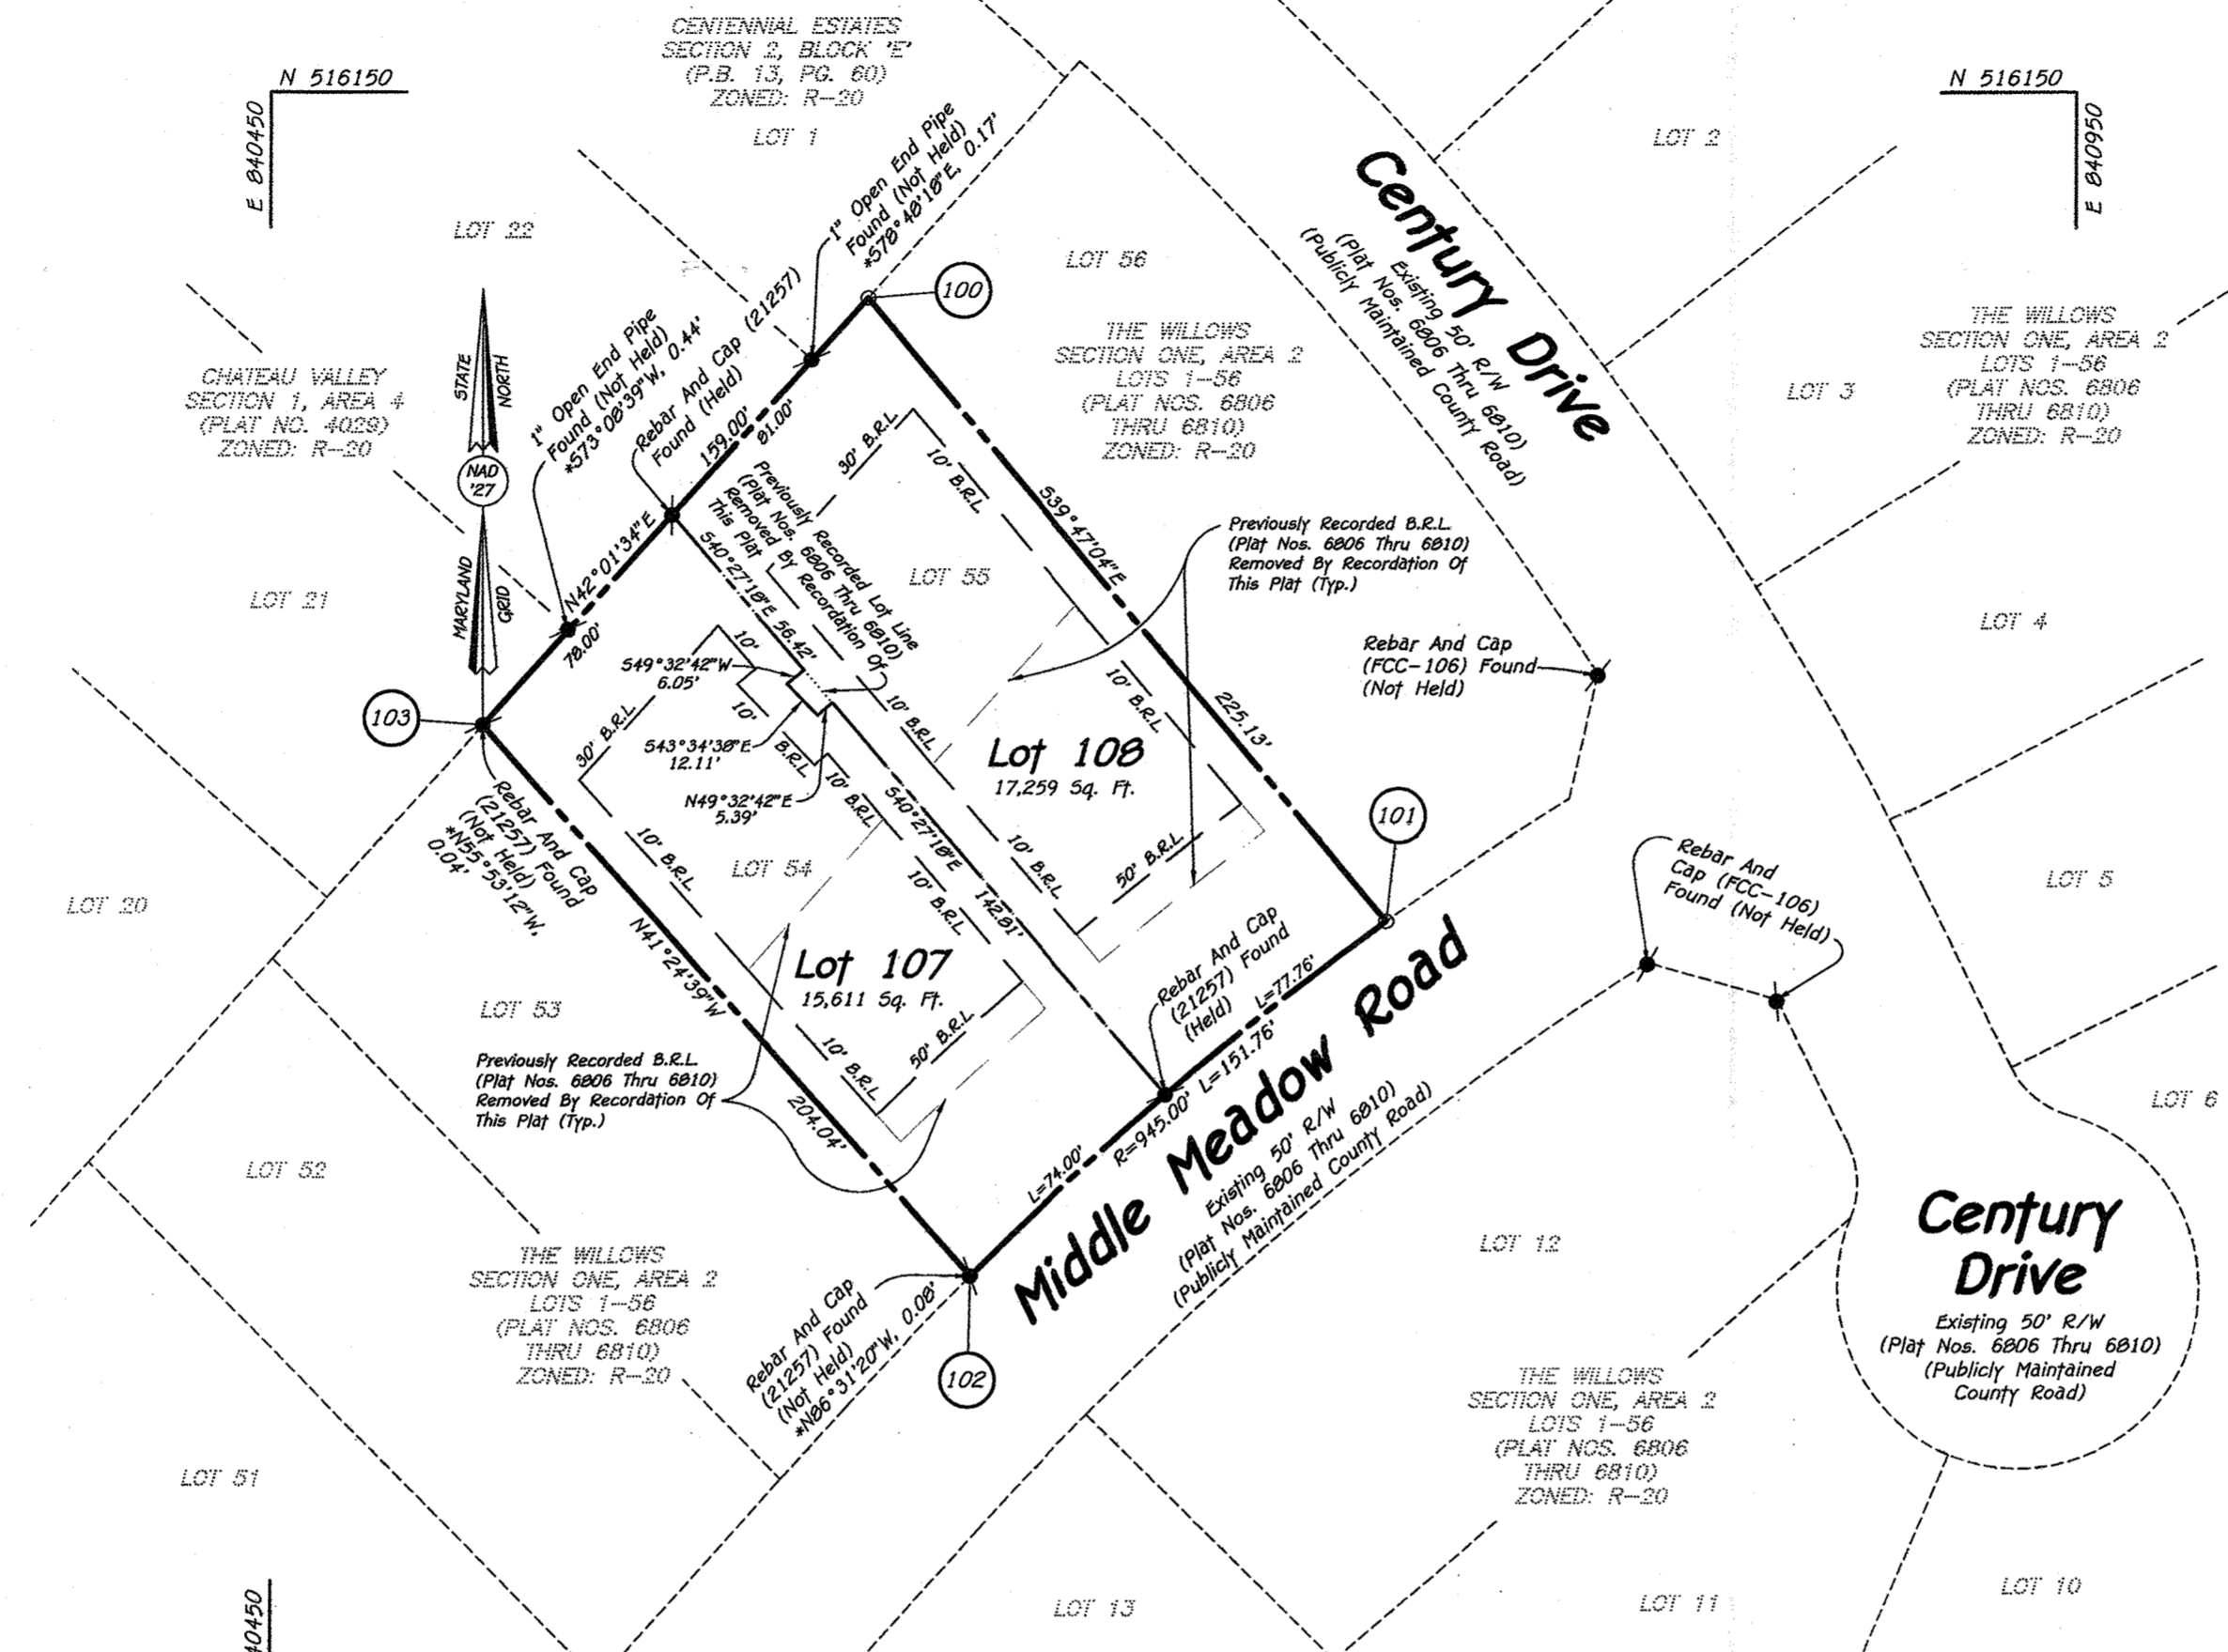 CENTENNIAL ESTATES
SECTION 2, BLOCK 'E'
(P.B. 13, PG. 60)
ZONED: R-20
LOT 1
N 516150
E 840450
N 516150
E 840950
LOT 2
LOT 22
1" Open End Pipe
Found (Not Held)
*S78°48'18"E, 0.17'
100
LOT 56
Century Drive
Existing 50' R/W
(Plat Nos. 6806 Thru 6810)
(Publicly Maintained County Road)
THE WILLOWS
SECTION ONE, AREA 2
LOTS 1-56
(PLAT NOS. 6806
THRU 6810)
ZONED: R-20
THE WILLOWS
SECTION ONE, AREA 2
LOTS 1-56
(PLAT NOS. 6806
THRU 6810)
ZONED: R-20
LOT 3
CHATEAU VALLEY
SECTION 1, AREA 4
(PLAT NO. 4029)
ZONED: R-20
STATE
NORTH
NAD
'27
MARYLAND
GRID
1" Open End Pipe
Found (Not Held)
*S73°08'39"W, 0.44'
Rebar And Cap (21257)
Found (Held)
159.00'
81.00'
N42°01'34"E
78.00'
30' B.R.L
10' B.R.L
S39°47'04"E
225.13'
Previously Recorded Lot Line
(Plat Nos. 6806 Thru 6810)
Removed By Recordation Of
This Plat
S40°27'18"E 56.42'
LOT 55
Previously Recorded B.R.L.
(Plat Nos. 6806 Thru 6810)
Removed By Recordation Of
This Plat (Typ.)
LOT 21
LOT 4
Rebar And Cap
(FCC-106) Found
(Not Held)
10'
S49°32'42"W
6.05'
10'
10' B.R.L
10' B.R.L
103
30' B.R.L
S43°34'38"E
12.11'
B.R.L
Lot 108
17,259 Sq. Ft.
N49°32'42"E
5.39'
10' B.R.L
S40°27'18"E 142.81'
10' B.R.L
101
Rebar And Cap
(21257) Found
(Not Held)
*N55°53'12"W,
0.04'
10' B.R.L
LOT 54
10' B.R.L
50' B.R.L
Rebar And
Cap (FCC-106)
Found (Not Held)
LOT 5
LOT 20
N41°24'39"W
204.04'
Lot 107
15,611 Sq. Ft.
Rebar And Cap
(21257) Found
(Held)
L=77.76'
LOT 53
10' B.R.L
50' B.R.L
R=945.00' L=151.76'
Previously Recorded B.R.L.
(Plat Nos. 6806 Thru 6810)
Removed By Recordation Of
This Plat (Typ.)
L=74.00'
Middle Meadow Road
Existing 50' R/W
(Plat Nos. 6806 Thru 6810)
(Publicly Maintained County Road)
LOT 6
LOT 52
LOT 12
Century
Drive
Existing 50' R/W
(Plat Nos. 6806 Thru 6810)
(Publicly Maintained
County Road)
THE WILLOWS
SECTION ONE, AREA 2
LOTS 1-56
(PLAT NOS. 6806
THRU 6810)
ZONED: R-20
Rebar And Cap
(21257) Found
(Not Held)
*N86°31'20"W, 0.08'
102
THE WILLOWS
SECTION ONE, AREA 2
LOTS 1-56
(PLAT NOS. 6806
THRU 6810)
ZONED: R-20
LOT 51
LOT 13
LOT 11
LOT 10
40450